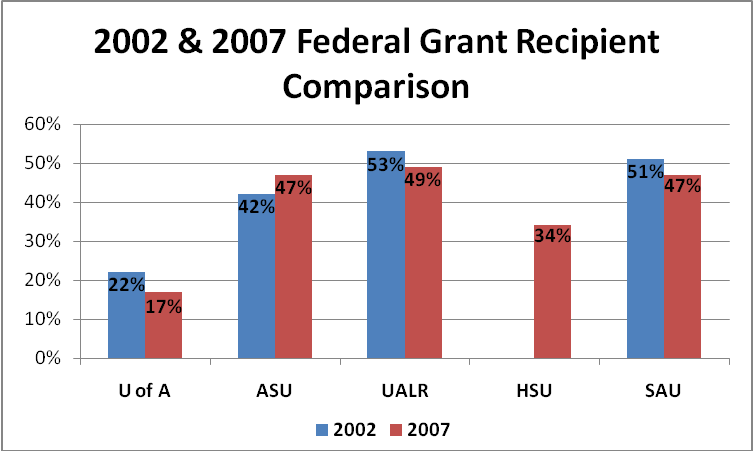 2002 & 2007 Federal Grant Recipient
Comparison
60%
50%
40%
30%
20%
10%
0%
22%
17%
42%
47%
53%
49%
34%
51%
47%
U of A
ASU
UALR
HSU
SAU
2002
2007